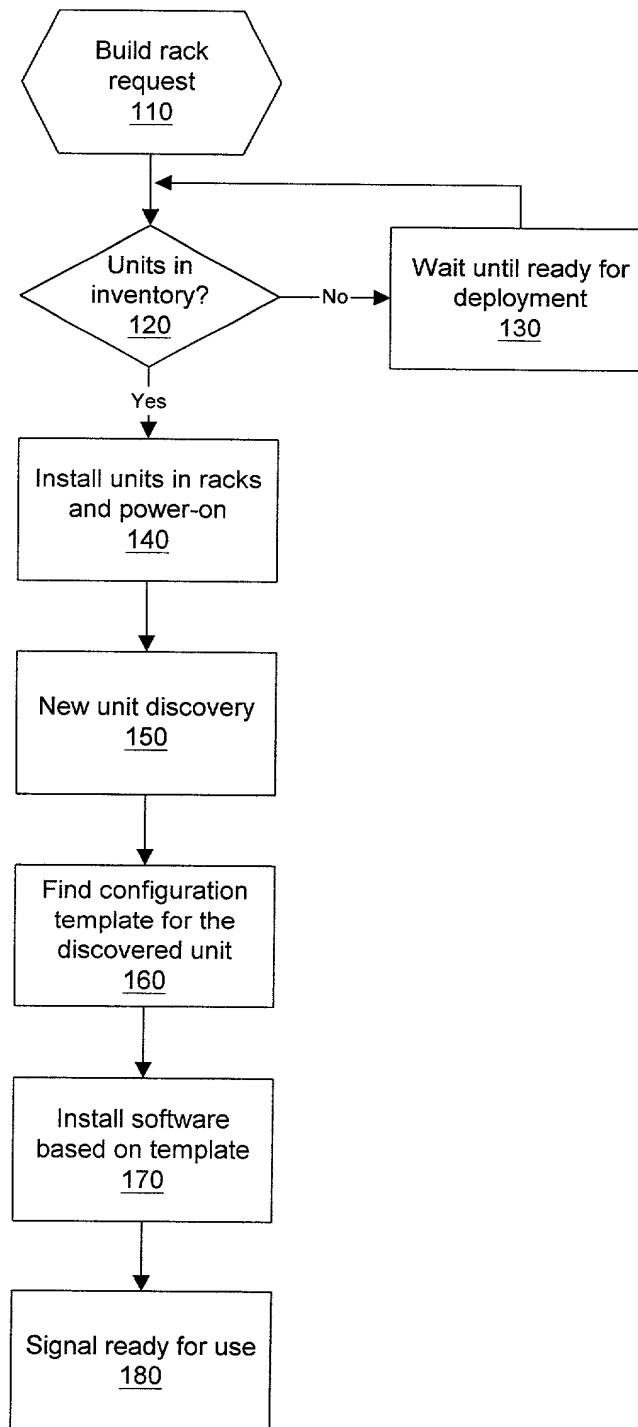 Build rack
request
110
Units in
inventory?
120
No
Wait until ready for
deployment
130
Yes
Install units in racks
and power-on
140
New unit discovery
150
Find configuration
template for the
discovered unit
160
Install software
based on template
170
Signal ready for use
180